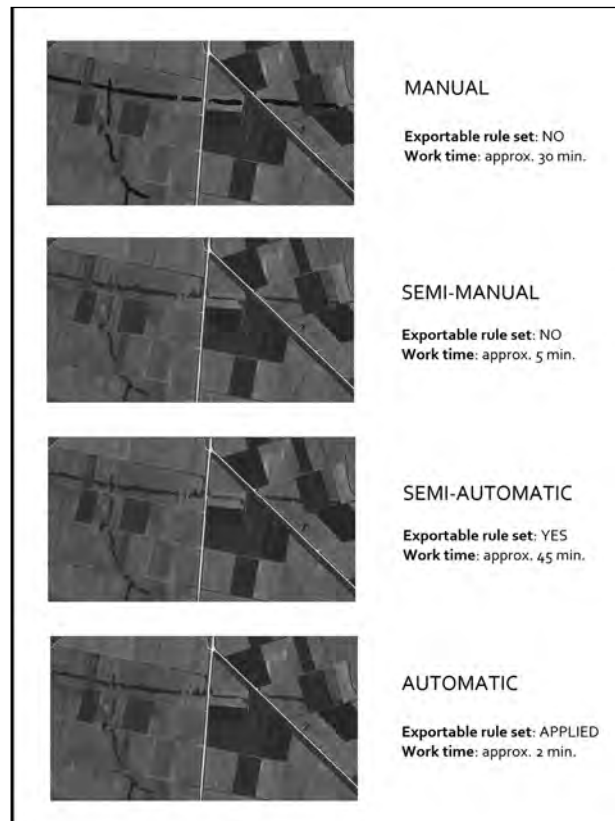 MANUAL
Exportable rule set: NO
Work time: approx. 30 min.
SEMI-MANUAL
Exportable rule set: NO
Work time: approx. 5 min.
SEMI-AUTOMATIC
Exportable rule set: YES
Work time: approx. 45 min.
AUTOMATIC
Exportable rule set: APPLIED
Work time: approx. 2 min.